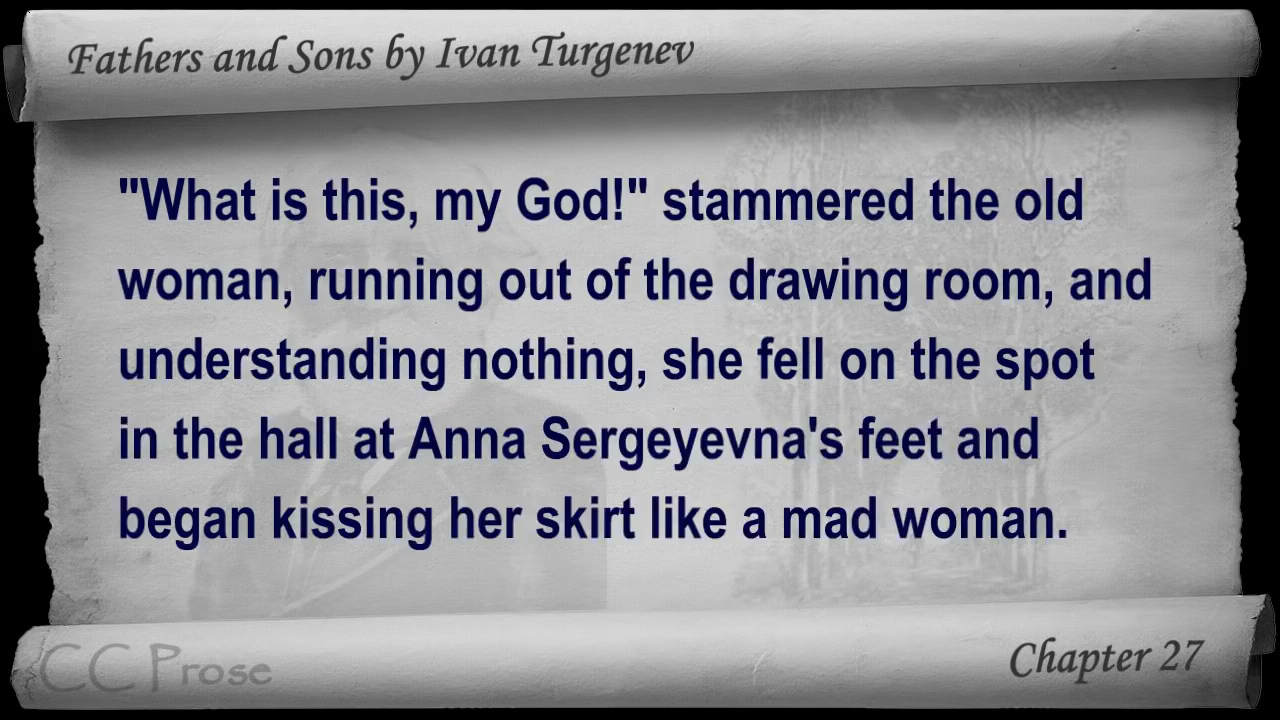 Fathers and Sons by Ivan Turgenev
"What is this, my God!" stammered the old
woman, running out of the drawing room, and
understanding nothing, she fell on the spot
in the hall at Anna Sergeyevna's feet and
began kissing her skirt like a mad woman.
CC Prose
Chapter 27